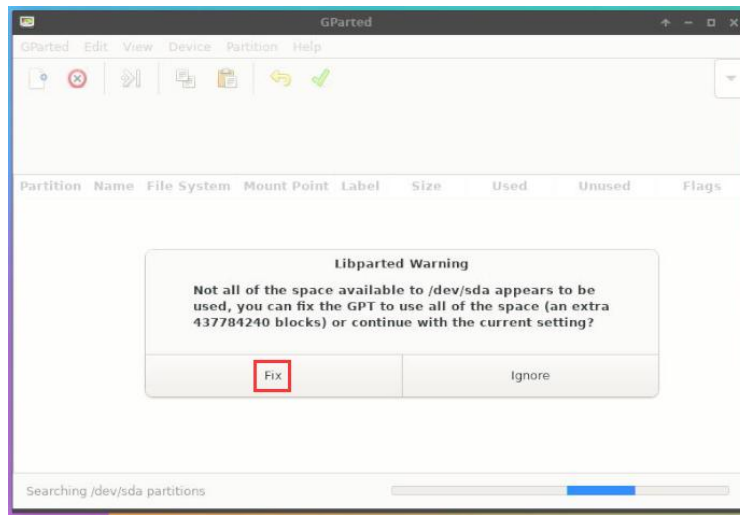 GParted
GParted Edit View Device Partition Help
Partition Name File System Mount Point Label Size Used Unused Flags
Libparted Warning
Not all of the space available to /dev/sda appears to be
used, you can fix the GPT to use all of the space (an extra
437784240 blocks) or continue with the current setting?
Fix Ignore
Searching /dev/sda partitions